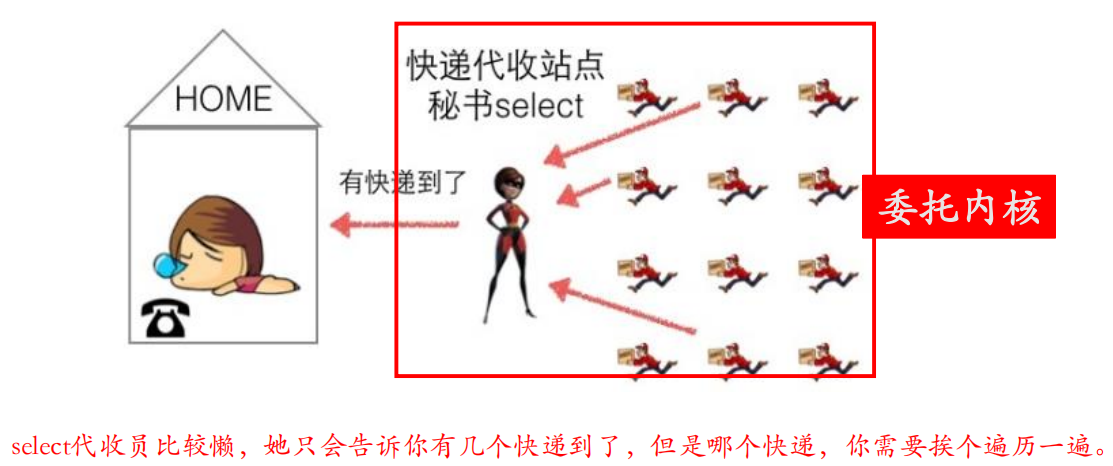 快递代收站点
秘书select
HOME
有快递到了
委托内核
select代收员比较懒，她只会告诉你有几个快递到了，但是哪个快递，你需要挨个遍历一遍。